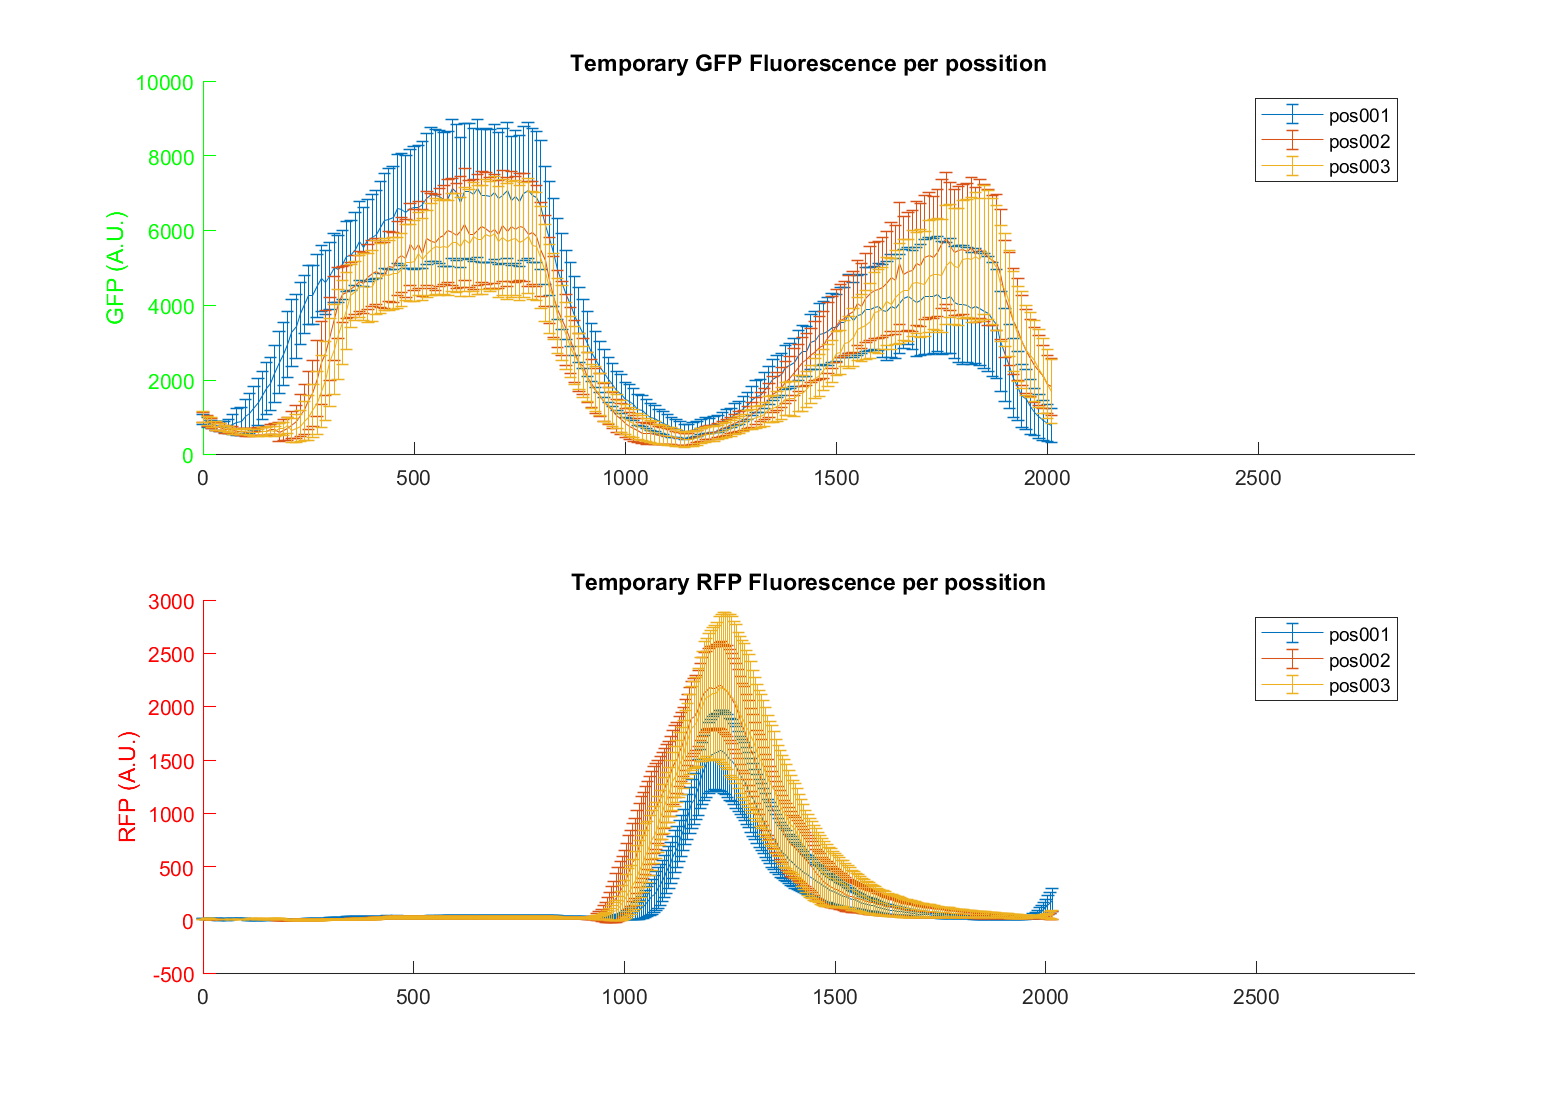 Temporary GFP Fluorescence per possition
10000
8000
6000
4000
2000
0
GFP (A.U.)
0 500 1000 1500 2000 2500
pos001
pos002
pos003
Temporary RFP Fluorescence per possition
3000
2500
2000
1500
1000
500
0
-500
RFP (A.U.)
0 500 1000 1500 2000 2500
pos001
pos002
pos003